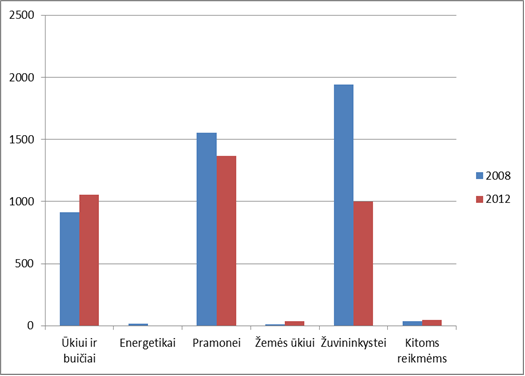 2500
2000
1500
1000
500
0
Ūkiui ir
buičiai
Energetikai
Pramonei
Žemės ūkiui
Žuvininkystei
Kitoms
reikmėms
2008
2012